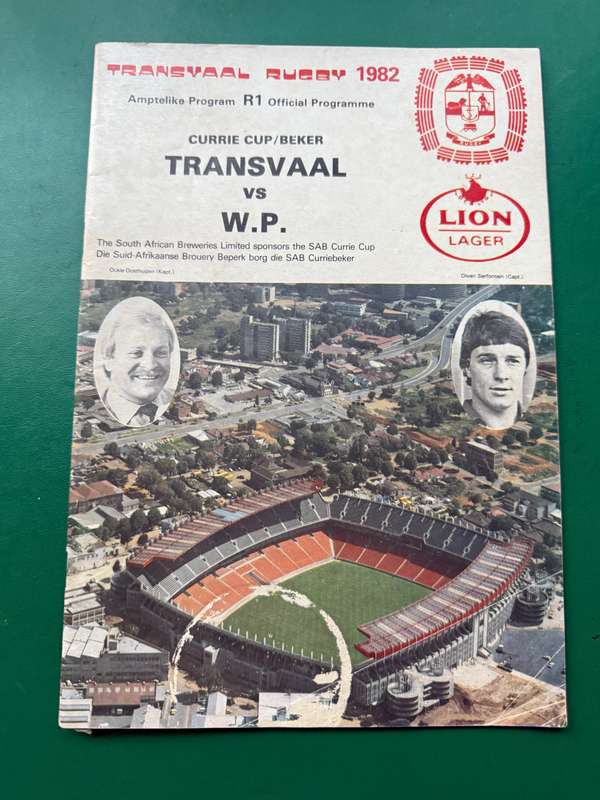 TRANSVAAL RUGBY 1982
Amptelike Program R1 Official Programme
CURRIE CUP/BEKER
TRANSVAAL
vs
W.P.
The South African Breweries Limited sponsors the SAB Currie Cup
Die Suid-Afrikaanse Brouery Beperk borg die SAB Curriebeker
RUGBY
LION
LAGER
Ockie Oosthuizen (Kapt.)
Divan Serfontein (Capt.)